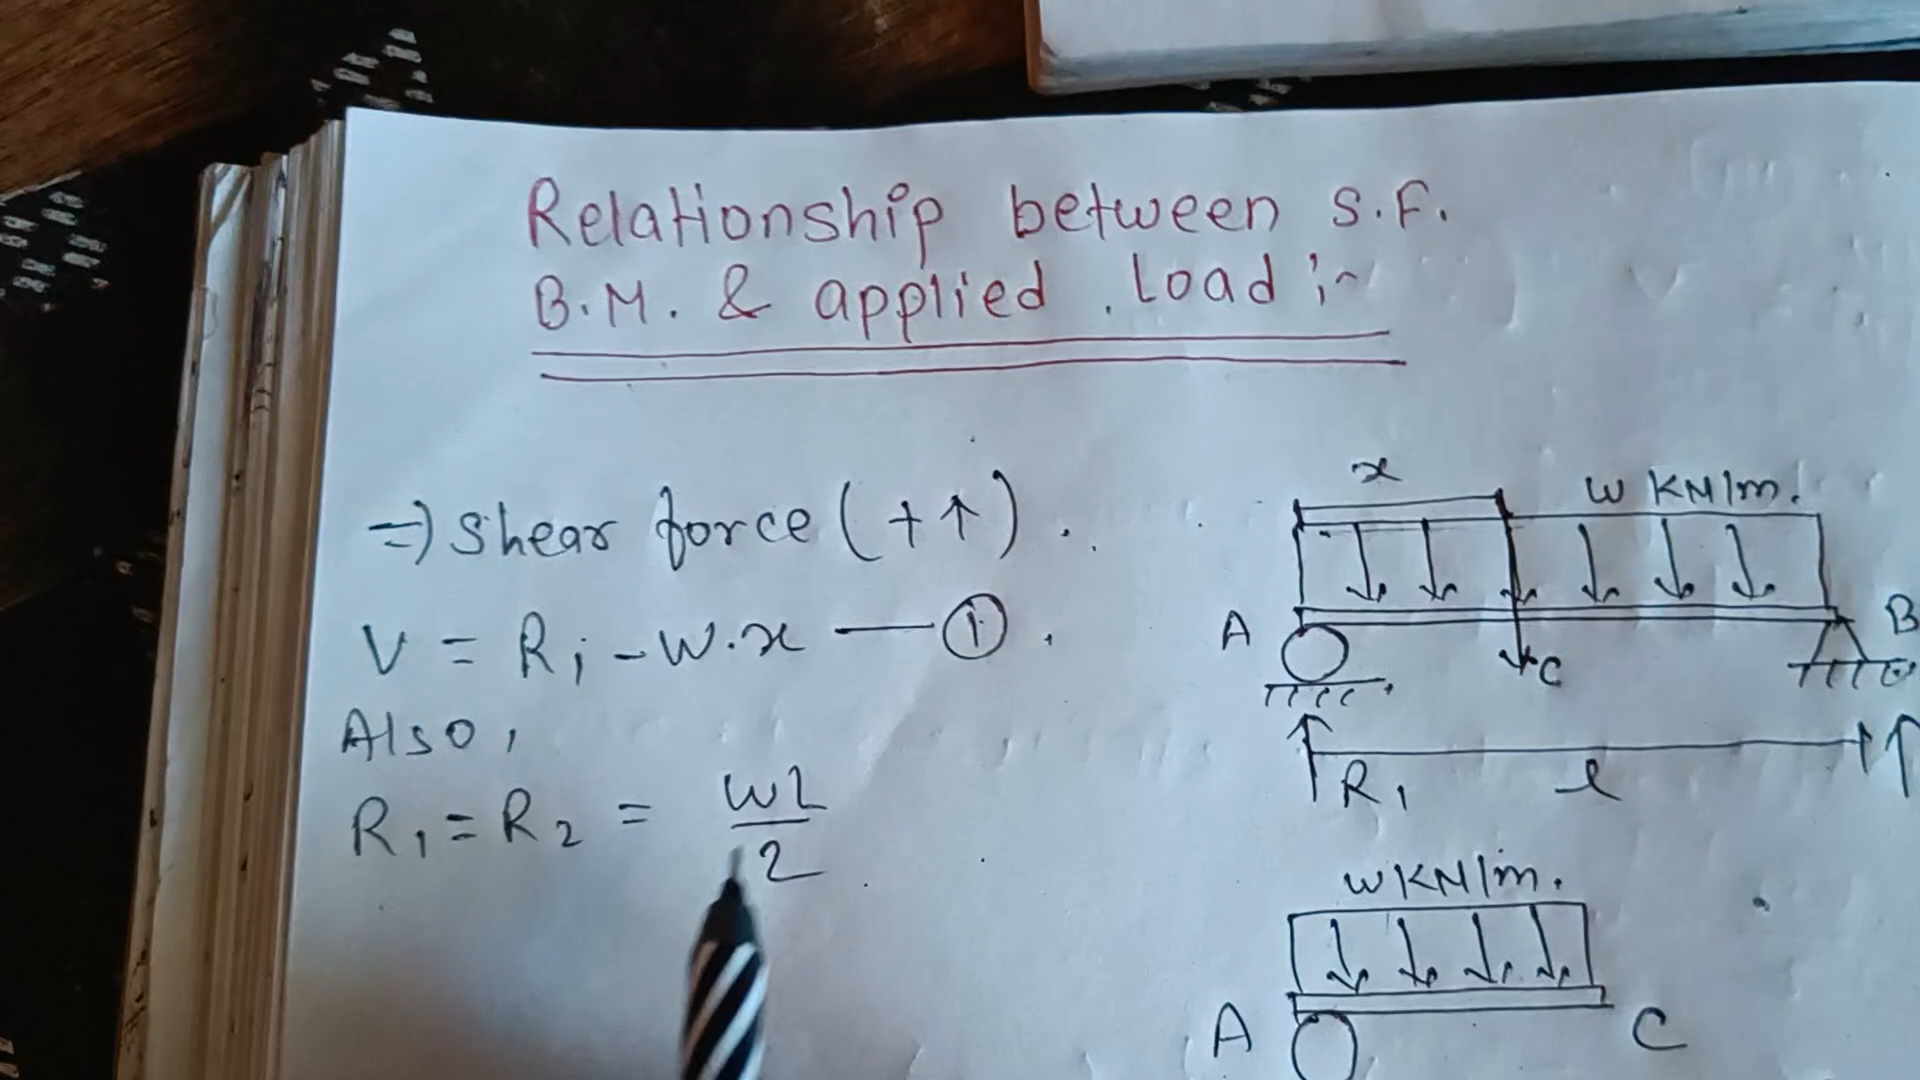 Relationship between S.F.
B.M. & applied Load :-
=) Shear force (+↑).
V = R1 - W.x — ①
Also,
R1 = R2 = wl/2
x
w KN/m.
A
B
C
R1
l
w KN/m.
A
C